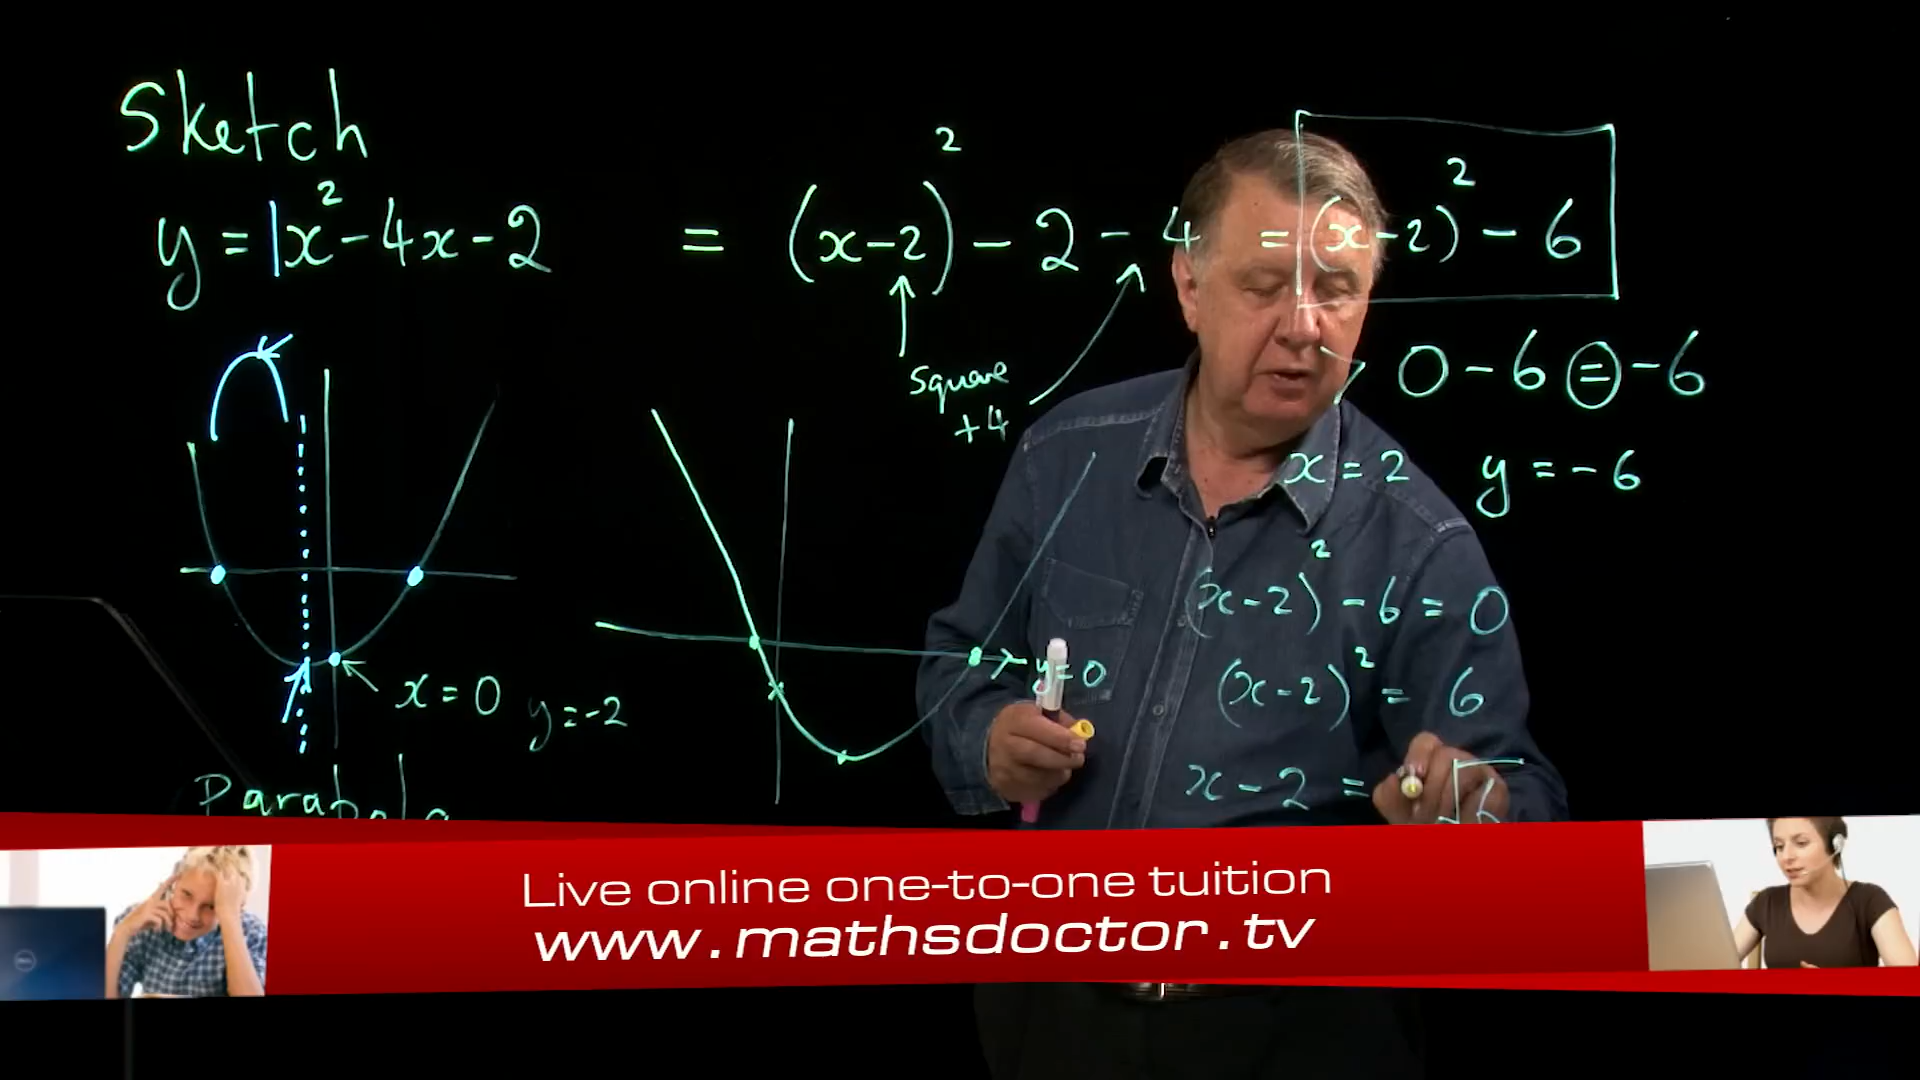 Sketch
y = 1x² - 4x - 2 = (x-2)² - 2 - 4 = (x-2)² - 6
Square
+4
> 0 - 6 = -6
x = 2 y = -6
(x-2)² - 6 = 0
y = 0
(x-2)² = 6
x = 0 y = -2
x - 2 = √6
Parabola
Live online one-to-one tuition
www.mathsdoctor.tv